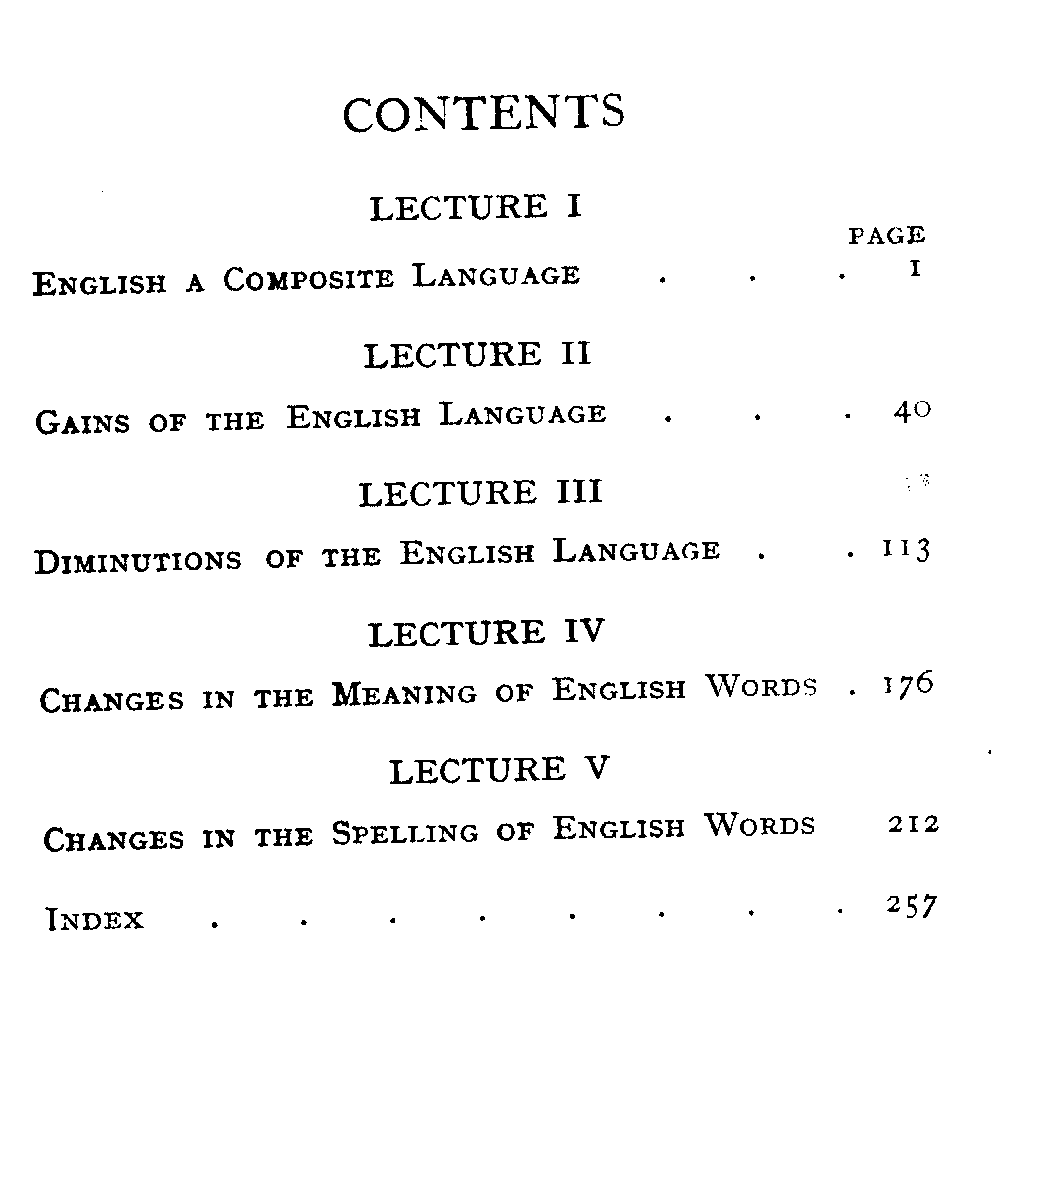 CONTENTS
LECTURE I
PAGE
English a Composite Language . . . 1
LECTURE II
Gains of the English Language . . . 40
LECTURE III
Diminutions of the English Language . . 113
LECTURE IV
Changes in the Meaning of English Words . 176
LECTURE V
Changes in the Spelling of English Words 212
Index . . . . . . . . 257